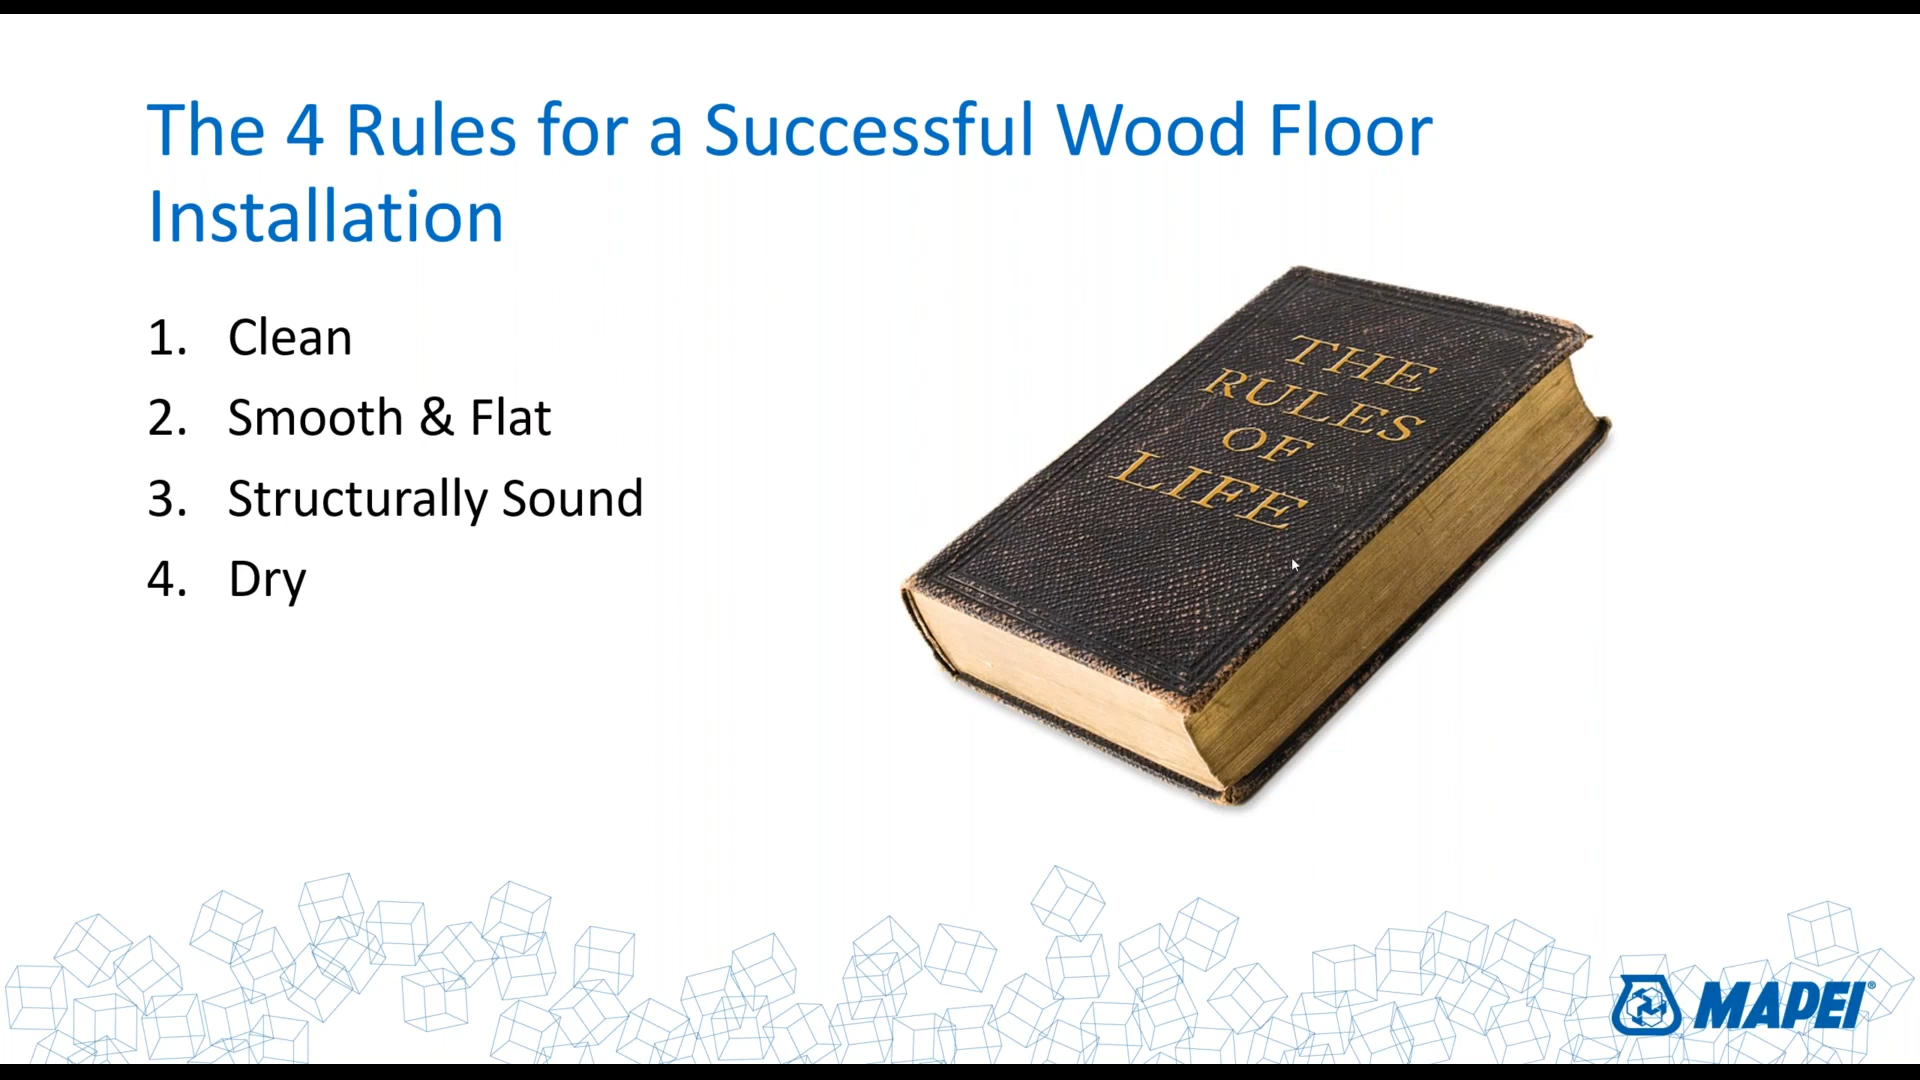 The 4 Rules for a Successful Wood Floor
Installation
1. Clean
2. Smooth & Flat
3. Structurally Sound
4. Dry
THE
RULES
OF
LIFE
MAPEI®